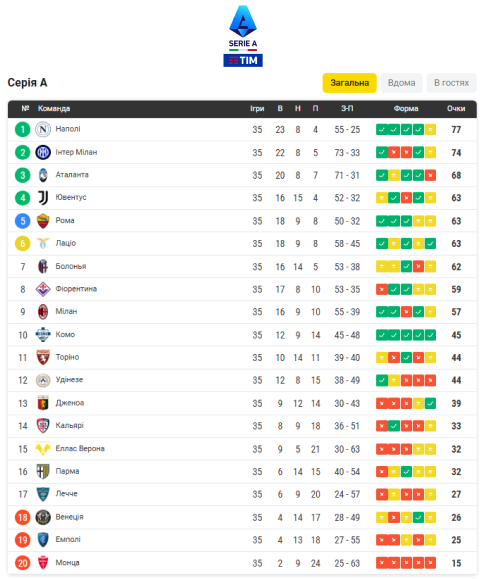 SERIE A
TIM
Серія А
Загальна Вдома В гостях
№ Команда Ігри В Н П З-П Форма Очки
1 Наполі 35 23 8 4 55 - 25 77
2 Інтер Мілан 35 22 8 5 73 - 33 74
3 Аталанта 35 20 8 7 71 - 31 68
4 Ювентус 35 16 15 4 52 - 32 63
5 Рома 35 18 9 8 50 - 32 63
6 Лаціо 35 18 9 8 58 - 45 63
7 Болонья 35 16 14 5 53 - 38 62
8 Фіорентина 35 17 8 10 53 - 35 59
9 Мілан 35 16 9 10 55 - 39 57
10 Комо 35 12 9 14 45 - 48 45
11 Торіно 35 10 14 11 39 - 40 44
12 Удінезе 35 12 8 15 38 - 49 44
13 Дженоа 35 9 12 14 30 - 43 39
14 Кальярі 35 8 9 18 36 - 51 33
15 Еллас Верона 35 9 5 21 30 - 63 32
16 Парма 35 6 14 15 40 - 54 32
17 Лечче 35 6 9 20 24 - 57 27
18 Венеція 35 4 14 17 28 - 49 26
19 Емполі 35 4 13 18 27 - 55 25
20 Монца 35 2 9 24 25 - 63 15